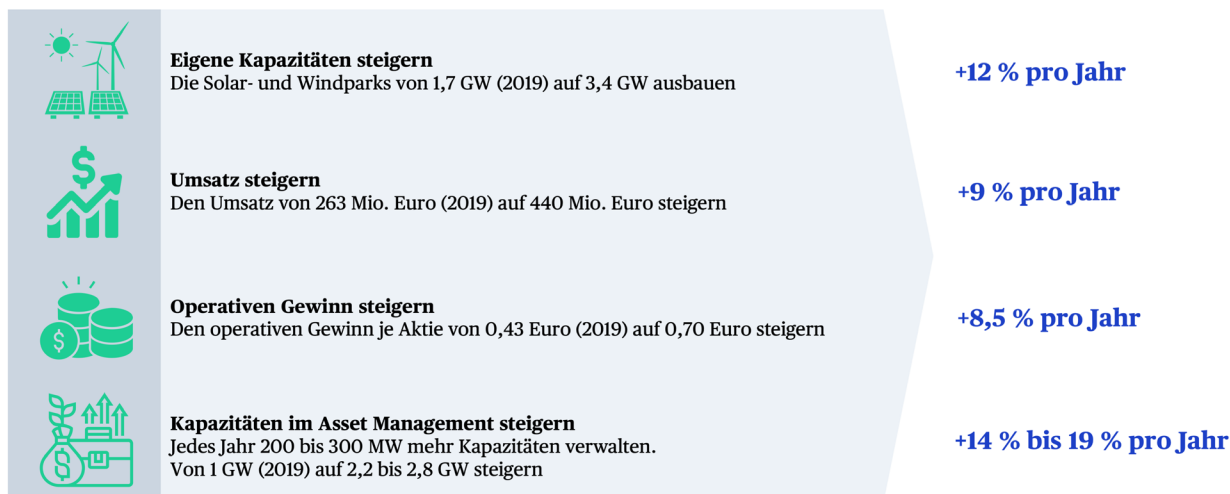 Eigene Kapazitäten steigern
Die Solar- und Windparks von 1,7 GW (2019) auf 3,4 GW ausbauen
+12 % pro Jahr
$
Umsatz steigern
Den Umsatz von 263 Mio. Euro (2019) auf 440 Mio. Euro steigern
+9 % pro Jahr
Operativen Gewinn steigern
Den operativen Gewinn je Aktie von 0,43 Euro (2019) auf 0,70 Euro steigern
$
+8,5 % pro Jahr
Kapazitäten im Asset Management steigern
Jedes Jahr 200 bis 300 MW mehr Kapazitäten verwalten.
Von 1 GW (2019) auf 2,2 bis 2,8 GW steigern
$
+14 % bis 19 % pro Jahr